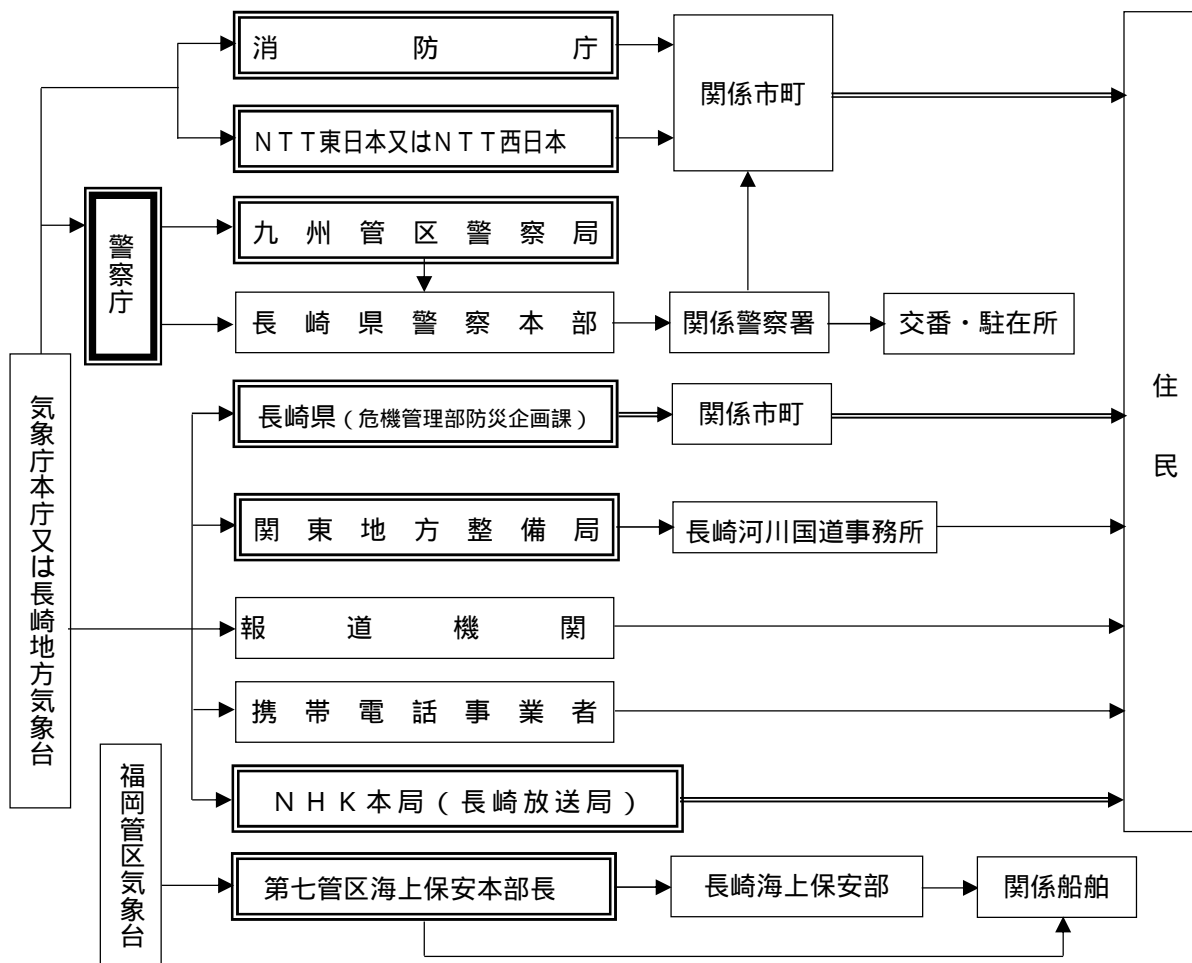 消防庁
関係市町
NTT東日本又はNTT西日本
警察庁
九州管区警察局
長崎県警察本部
関係警察署
交番・駐在所
気象庁本庁又は長崎地方気象台
長崎県（危機管理部防災企画課）
関係市町
住民
関東地方整備局
長崎河川国道事務所
報道機関
携帯電話事業者
NHK本局（長崎放送局）
福岡管区気象台
第七管区海上保安本部長
長崎海上保安部
関係船舶